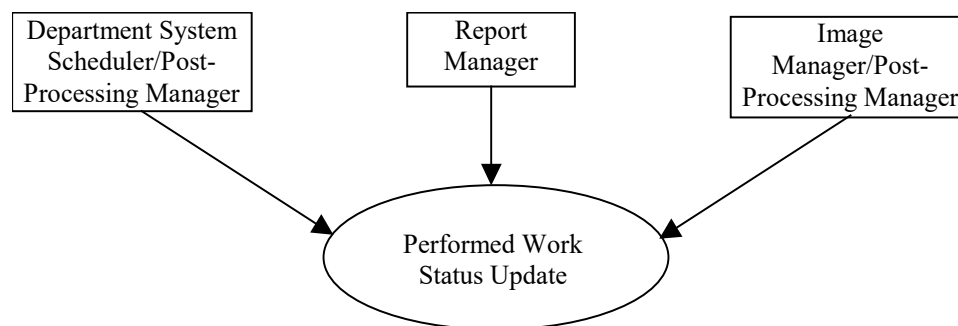 Department System
Scheduler/Post-
Processing Manager
Report
Manager
Image
Manager/Post-
Processing Manager
Performed Work
Status Update